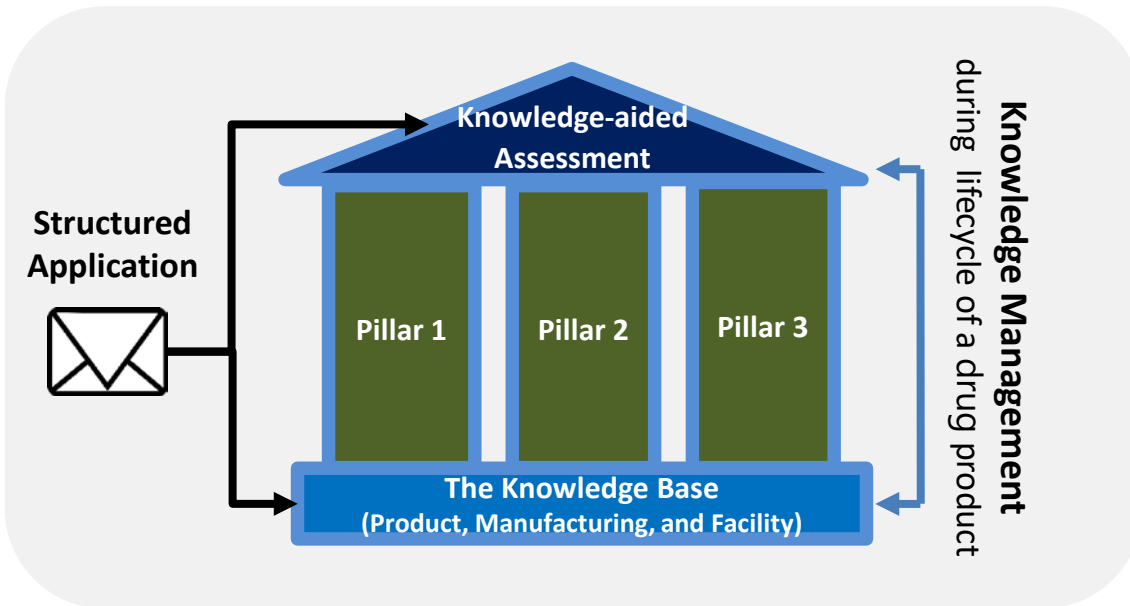 Knowledge-aided
Assessment
Structured
Application
Pillar 1
Pillar 2
Pillar 3
The Knowledge Base
(Product, Manufacturing, and Facility)
Knowledge Management
during lifecycle of a drug product